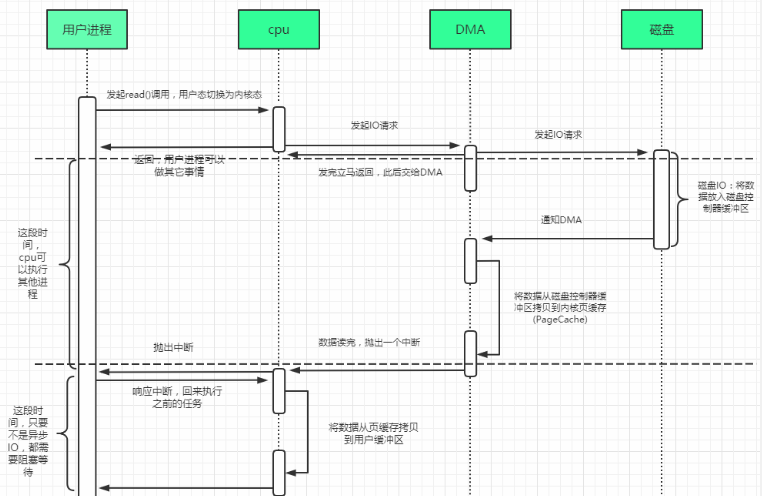 用户进程
cpu
DMA
磁盘
发起read()调用，用户态切换为内核态
发起IO请求
发起IO请求
返回，用户进程可以
做其它事情
发完立马返回，此后交给DMA
磁盘IO：将数
据放入磁盘控
制器缓冲区
通知DMA
这段时
间，
cpu可
以执行
其他进
程
将数据从磁盘控制器缓
冲区拷贝到内核页缓存
(PageCache)
抛出中断
数据读完，抛出一个中断
响应中断，回来执行
之前的任务
这段时
间，只要
不是异步
IO，都需
要阻塞等
待
将数据从页缓存拷贝
到用户缓冲区